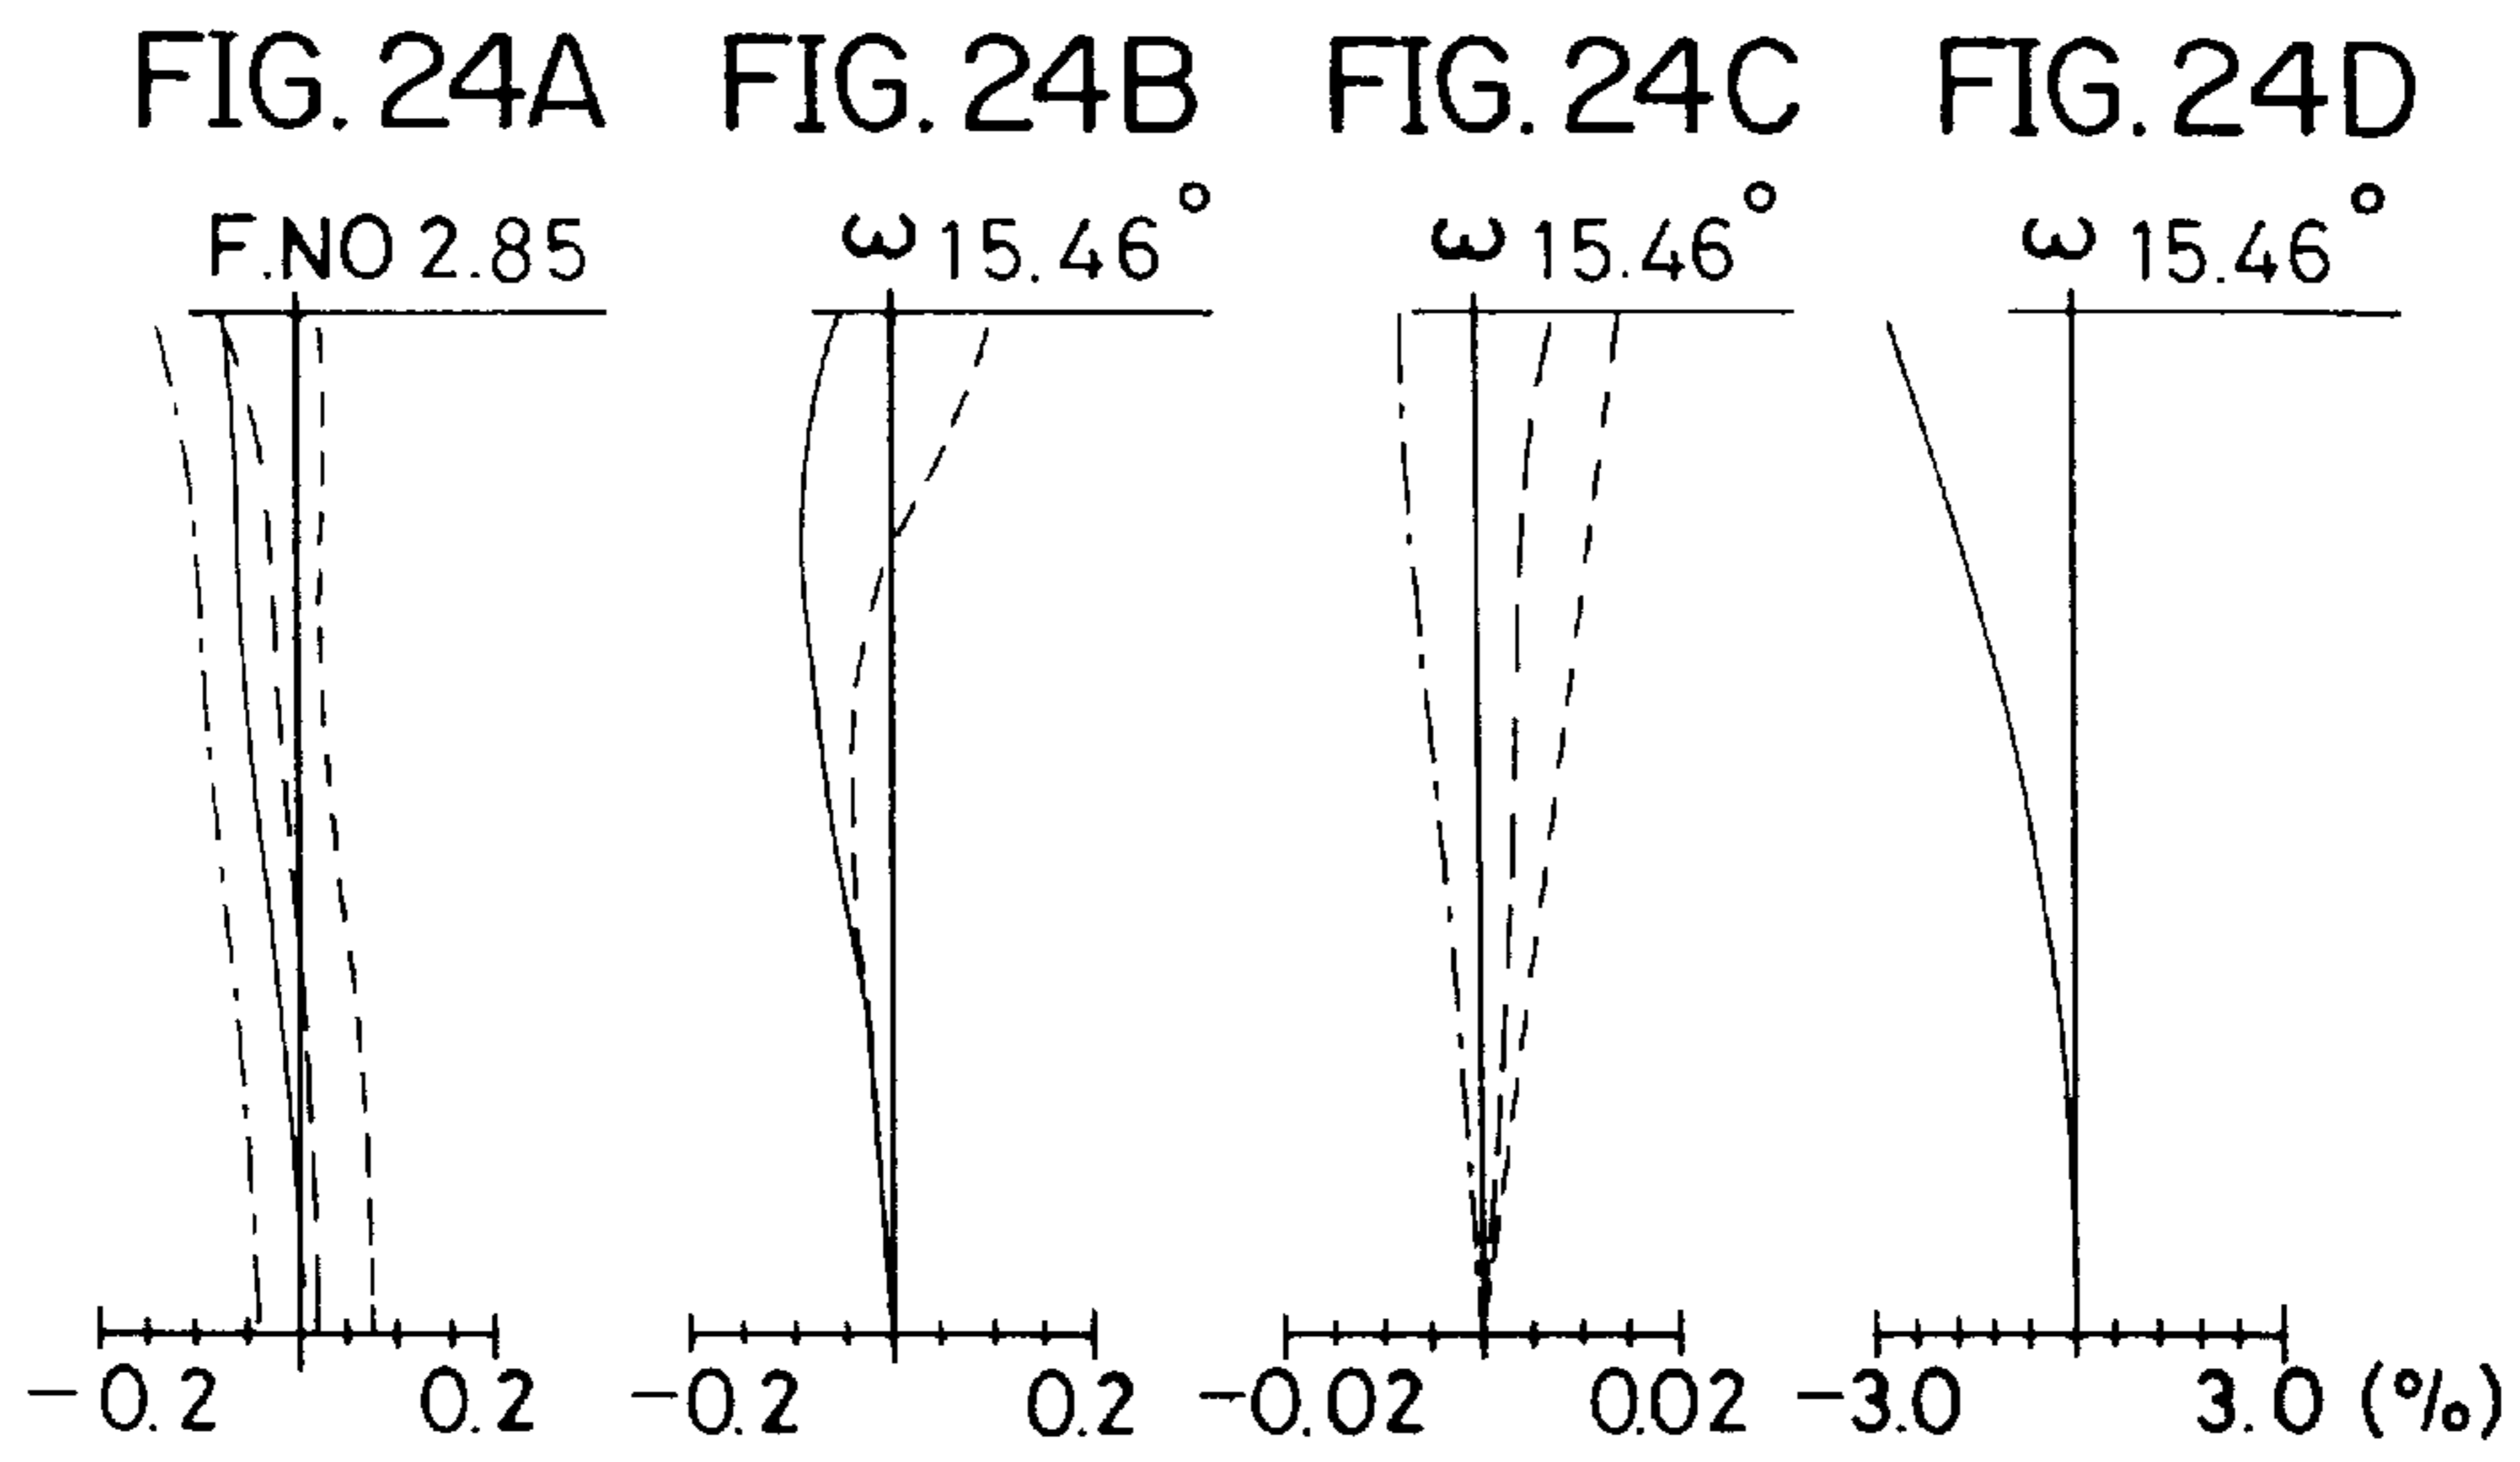 FIG. 24A FIG. 24B FIG. 24C FIG. 24D
F.NO 2.85 ω 15.46° ω 15.46° ω 15.46°
-0.2 0.2 -0.2 0.2 -0.02 0.02 -3.0 3.0 (%)